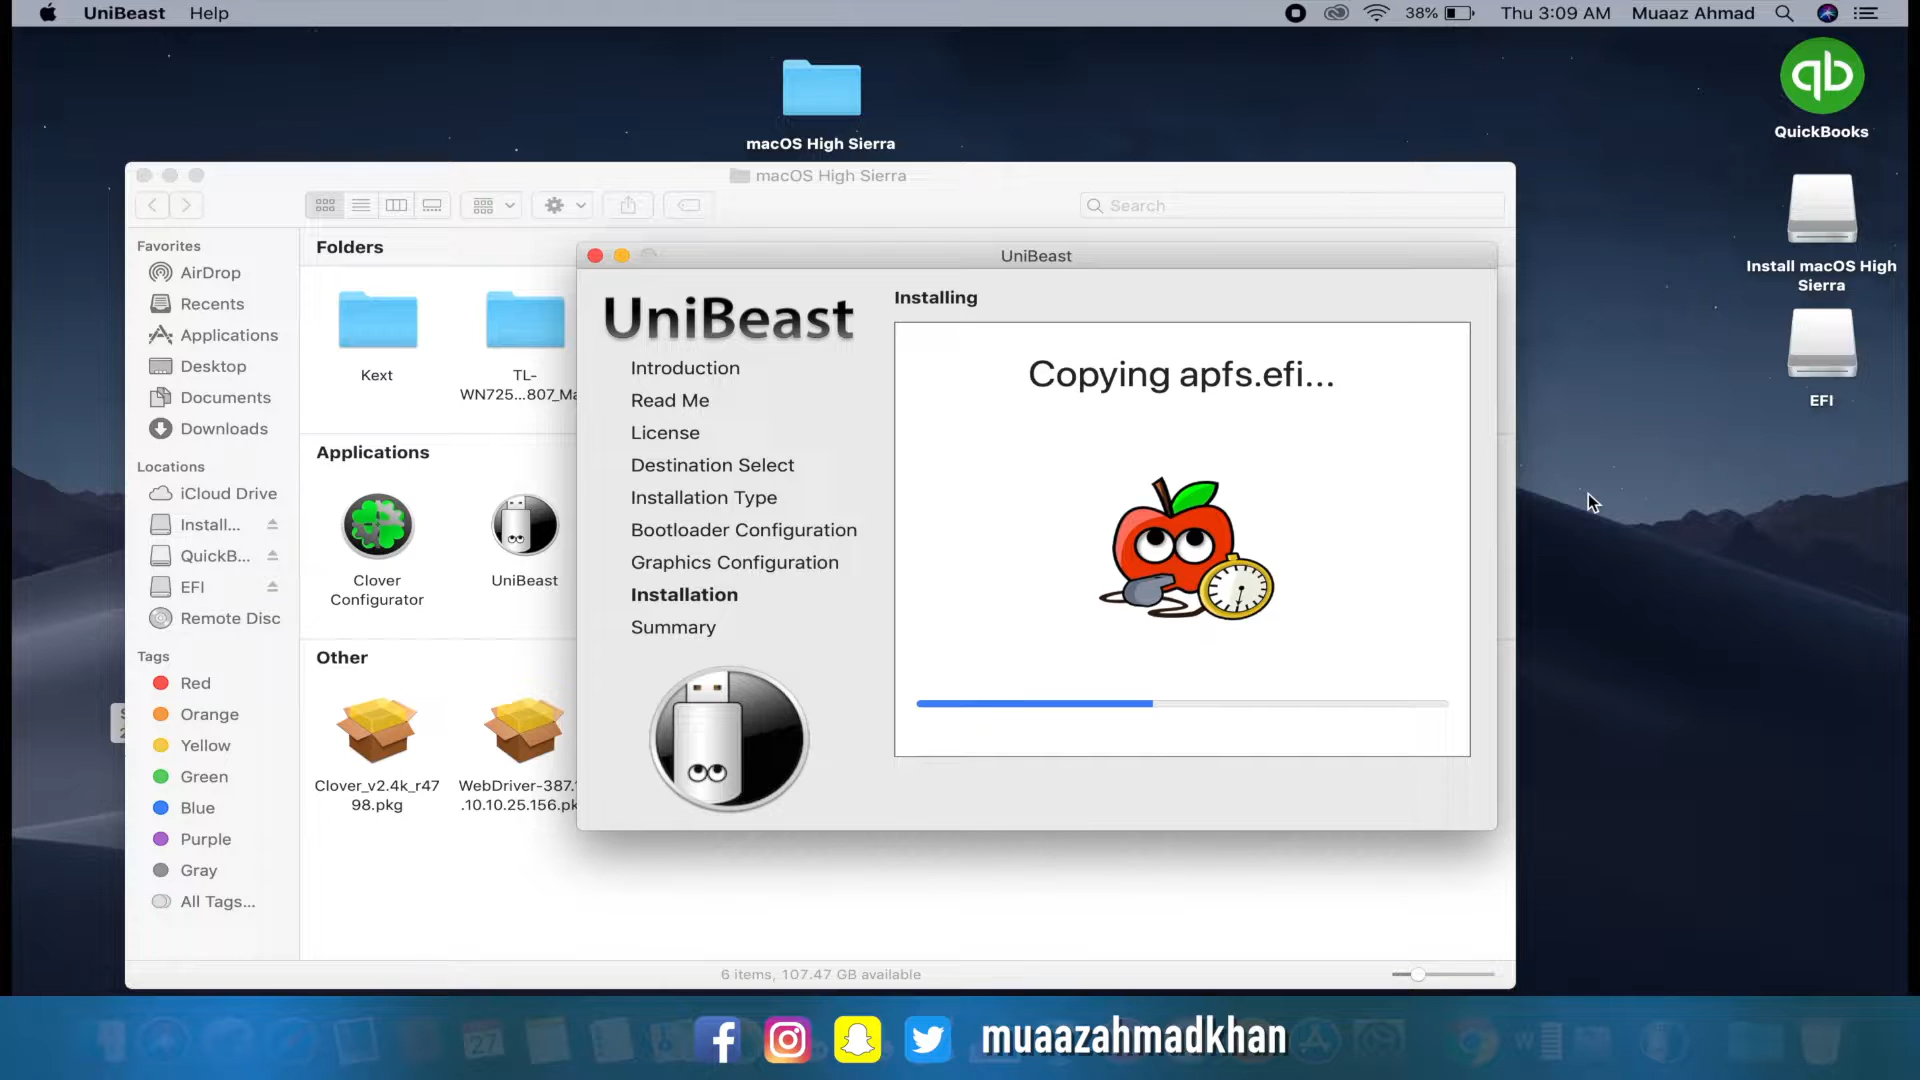 UniBeast Help 38% Thu 3:09 AM Muaaz Ahmad
qb
QuickBooks
macOS High Sierra
Install macOS High
Sierra
EFI
macOS High Sierra
Search
Favorites
AirDrop
Recents
Applications
Desktop
Documents
Downloads
Locations
iCloud Drive
Install...
QuickB...
EFI
Remote Disc
Tags
Red
Orange
Yellow
Green
Blue
Purple
Gray
All Tags...
Folders
Kext
TL-
WN725...807_Ma
Applications
Clover
Configurator
UniBeast
Other
Clover_v2.4k_r47
98.pkg
WebDriver-387.1
.10.10.25.156.pk
6 items, 107.47 GB available
UniBeast
UniBeast
Introduction
Read Me
License
Destination Select
Installation Type
Bootloader Configuration
Graphics Configuration
Installation
Summary
Installing
Copying apfs.efi...
muaazahmadkhan